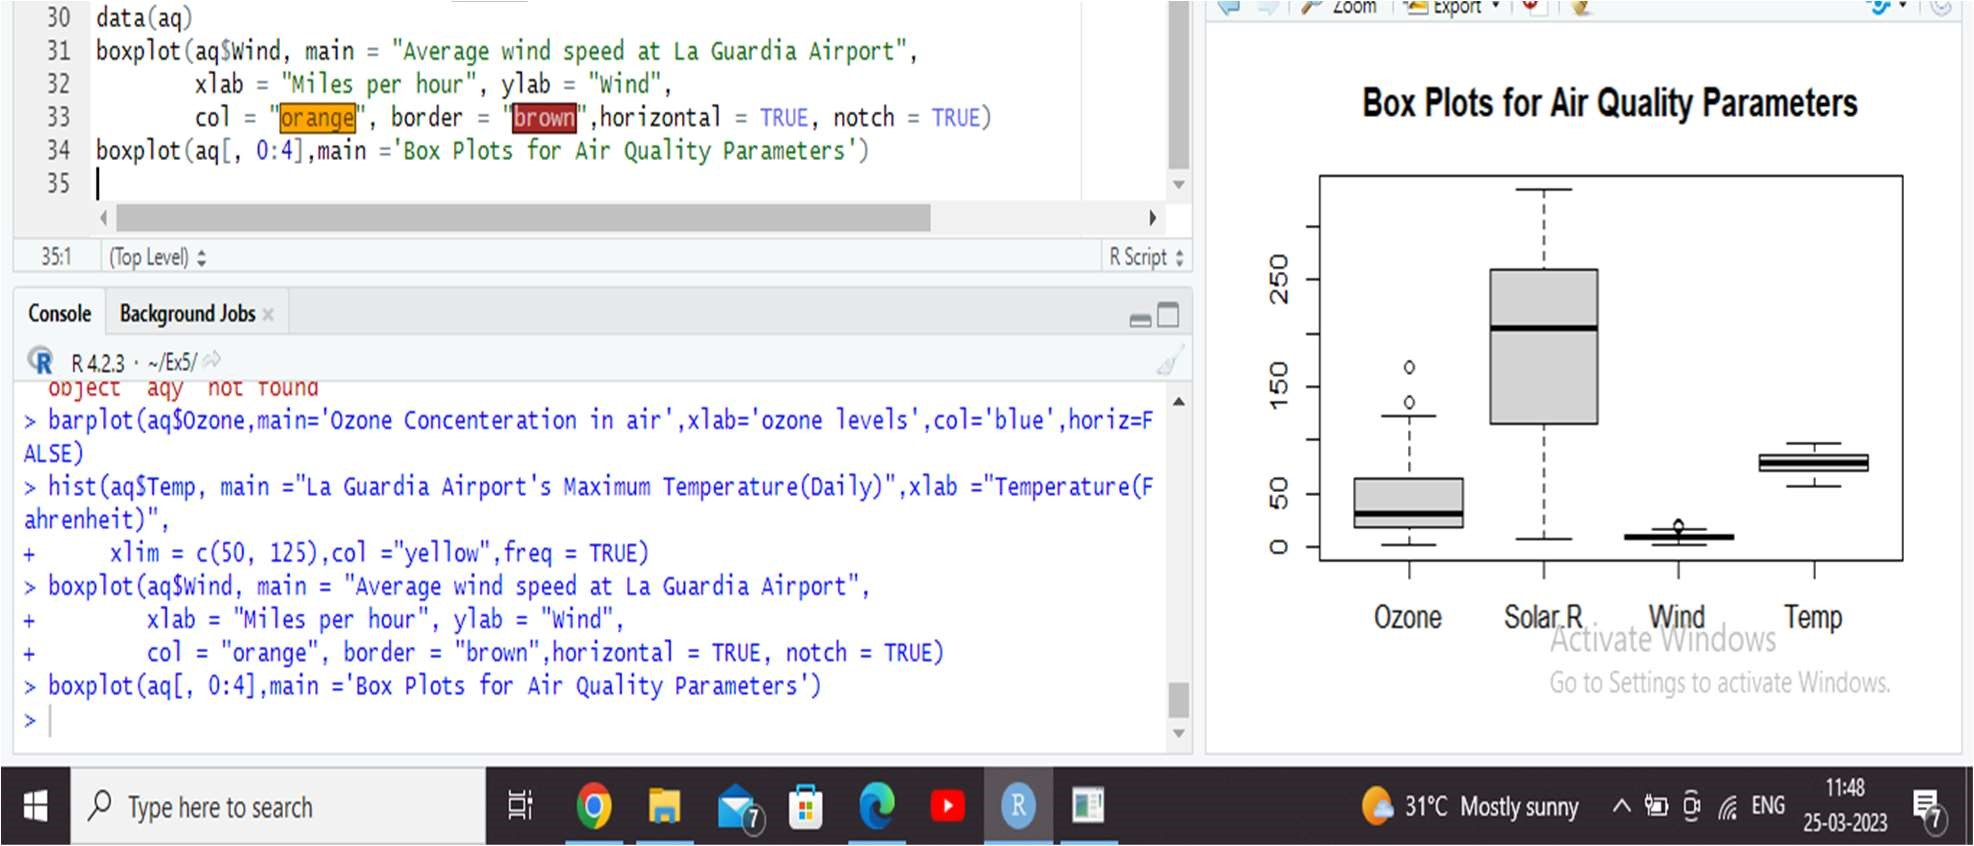 30 data(aq)
31 boxplot(aq$Wind, main = "Average wind speed at La Guardia Airport",
32 xlab = "Miles per hour", ylab = "Wind",
33 col = "orange", border = "brown",horizontal = TRUE, notch = TRUE)
34 boxplot(aq[, 0:4],main ='Box Plots for Air Quality Parameters')
35
35:1 (Top Level) R Script
Console Background Jobs
R R 4.2.3 · ~/Ex5/
object aqy not found
> barplot(aq$Ozone,main='Ozone Concenteration in air',xlab='ozone levels',col='blue',horiz=F
ALSE)
> hist(aq$Temp, main ="La Guardia Airport's Maximum Temperature(Daily)",xlab ="Temperature(F
ahrenheit)",
+ xlim = c(50, 125),col ="yellow",freq = TRUE)
> boxplot(aq$Wind, main = "Average wind speed at La Guardia Airport",
+ xlab = "Miles per hour", ylab = "Wind",
+ col = "orange", border = "brown",horizontal = TRUE, notch = TRUE)
> boxplot(aq[, 0:4],main ='Box Plots for Air Quality Parameters')
>
Zoom Export
Box Plots for Air Quality Parameters
250
150
50
0
Ozone Solar.R Wind Temp
Activate Windows
Go to Settings to activate Windows.
Type here to search
7
R
31°C Mostly sunny
ENG
11:48
25-03-2023
7